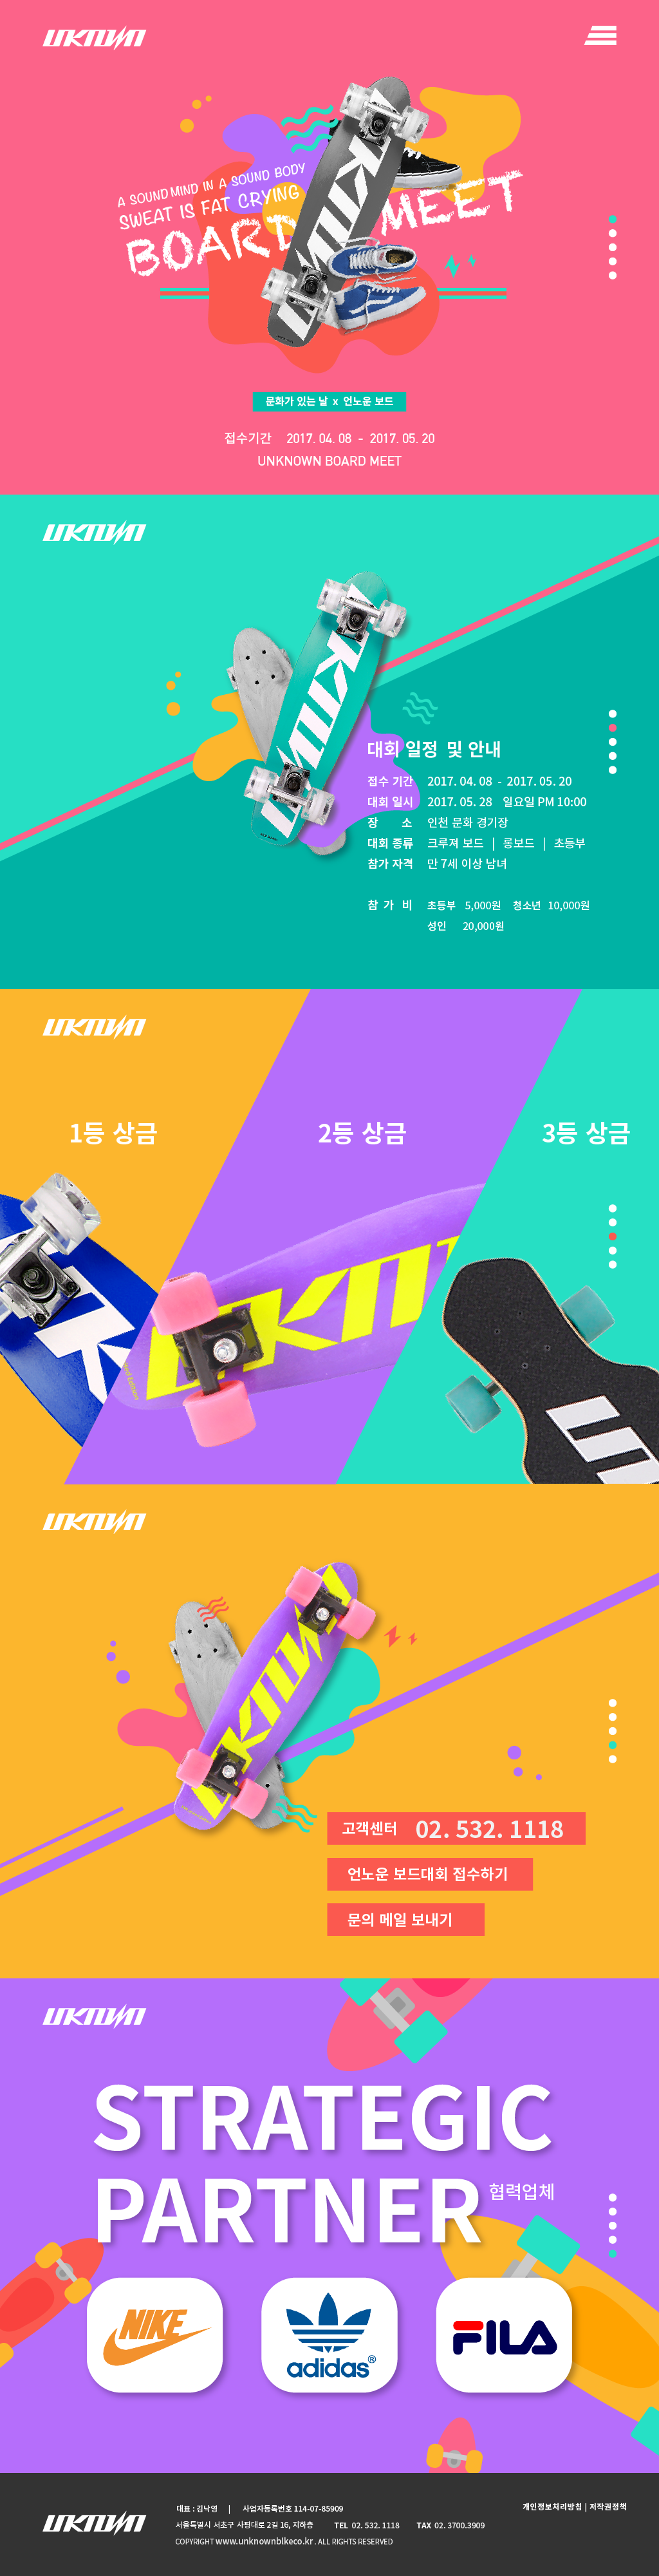 UNKNOWN
A SOUND MIND IN A SOUND BODY
SWEAT IS FAT CRYING
BOARD MEET
문화가 있는 날 x 언노운 보드
접수기간 2017. 04. 08 - 2017. 05. 20
UNKNOWN BOARD MEET
UNKNOWN
대회 일정 및 안내
접수 기간 2017. 04. 08 - 2017. 05. 20
대회 일시 2017. 05. 28 일요일 PM 10:00
장 소 인천 문화 경기장
대회 종류 크루져 보드 | 롱보드 | 초등부
참가 자격 만 7세 이상 남녀
참 가 비 초등부 5,000원 청소년 10,000원
성인 20,000원
UNKNOWN
1등 상금 2등 상금 3등 상금
UNKNOWN
고객센터 02. 532. 1118
언노운 보드대회 접수하기
문의 메일 보내기
UNKNOWN
STRATEGIC
PARTNER 협력업체
NIKE
adidas®
FILA
UNKNOWN
대표 : 김낙영 | 사업자등록번호 114-07-85909
서울특별시 서초구 사평대로 2길 16, 지하층 TEL 02. 532. 1118 TAX 02. 3700.3909
COPYRIGHT www.unknownblkeco.kr . ALL RIGHTS RESERVED
개인정보처리방침 | 저작권정책